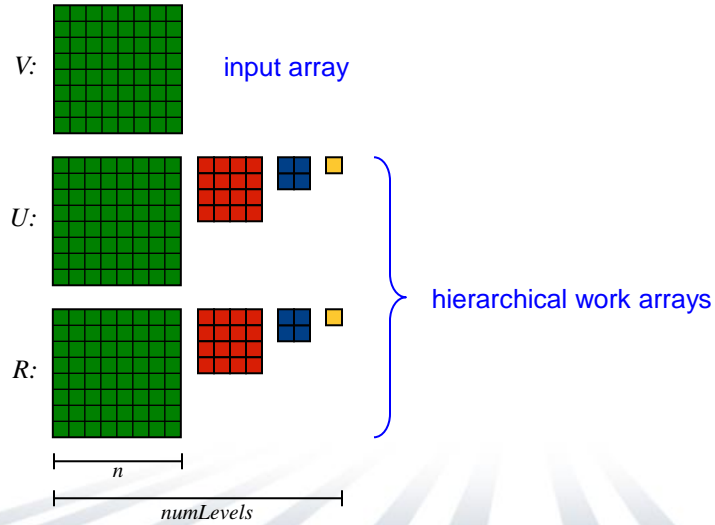 V:
input array
U:
hierarchical work arrays
R:
n
numLevels